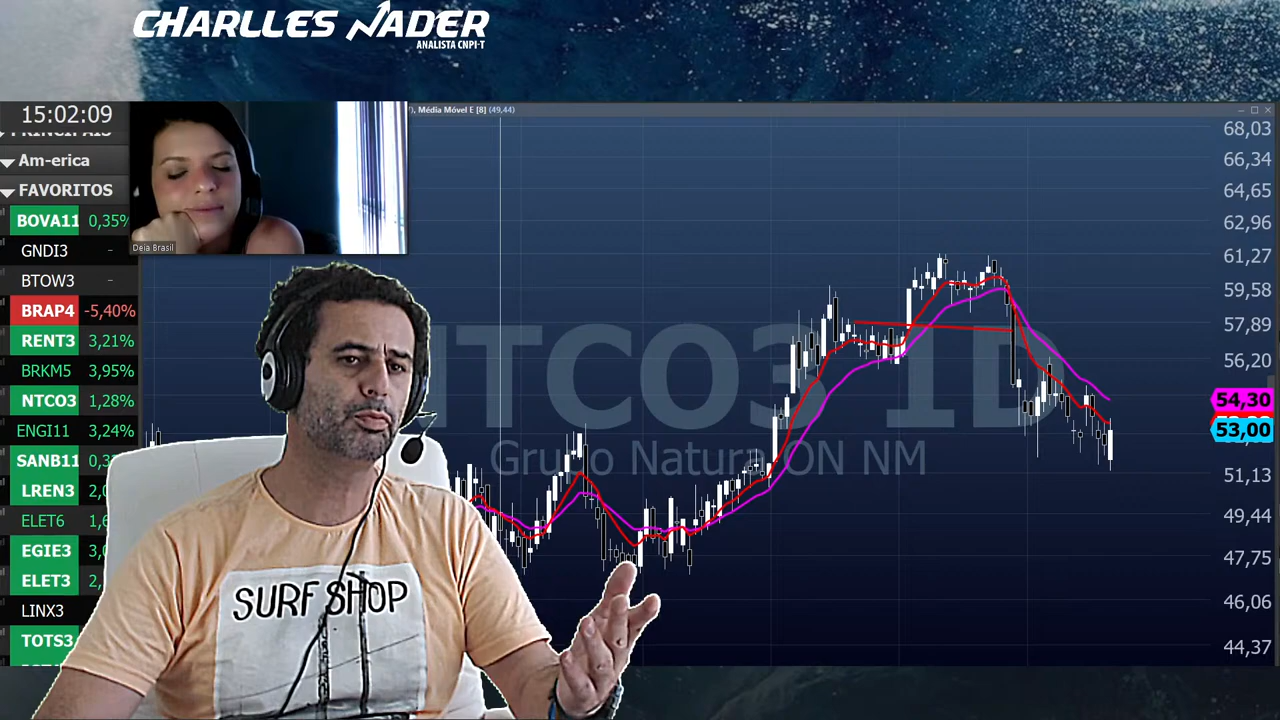 CHARLLES NADER
ANALISTA CNPI-T
15:02:09
), Média Móvel E [8] (49,44)
Am-erica
FAVORITOS
BOVA11 0,35%
GNDI3 -
BTOW3 -
BRAP4 -5,40%
RENT3 3,21%
BRKM5 3,95%
NTCO3 1,28%
ENGI11 3,24%
SANB11
LREN3
ELET6
EGIE3
ELET3
LINX3
TOTS3
Deia Brasil
NTCO3 1D
Grupo Natura ON NM
SURF SHOP
68,03
66,34
64,65
62,96
61,27
59,58
57,89
56,20
54,30
53,00
51,13
49,44
47,75
46,06
44,37